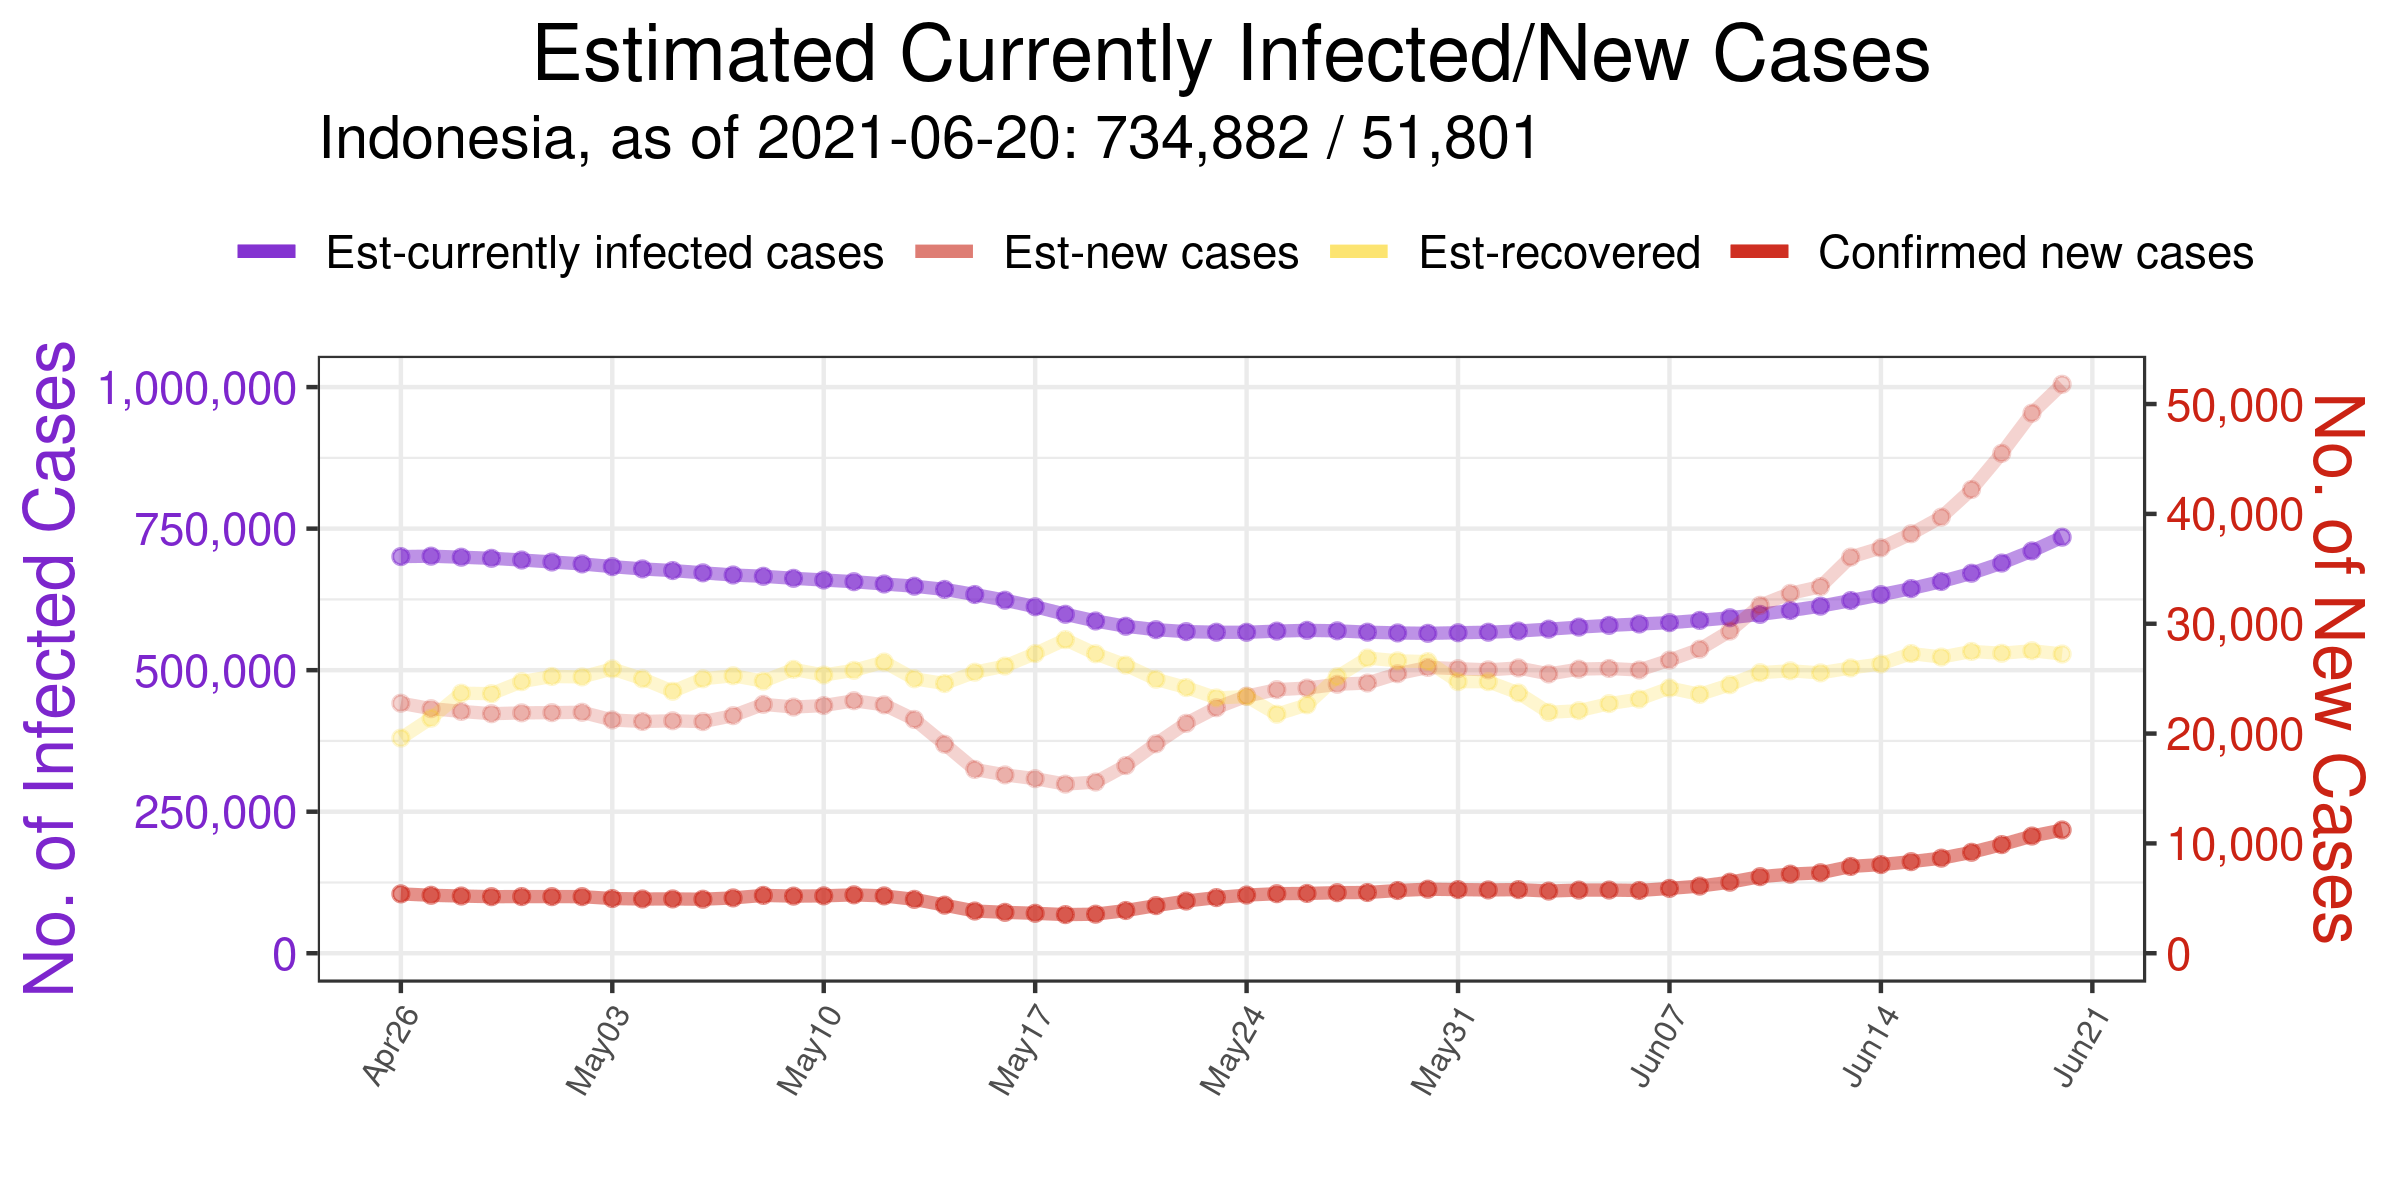 Estimated Currently Infected/New Cases
Indonesia, as of 2021-06-20: 734,882 / 51,801
Est-currently infected cases Est-new cases Est-recovered Confirmed new cases
No. of Infected Cases
1,000,000
750,000
500,000
250,000
0
50,000
40,000
30,000
20,000
10,000
0
No. of New Cases
Apr26 May03 May10 May17 May24 May31 Jun07 Jun14 Jun21